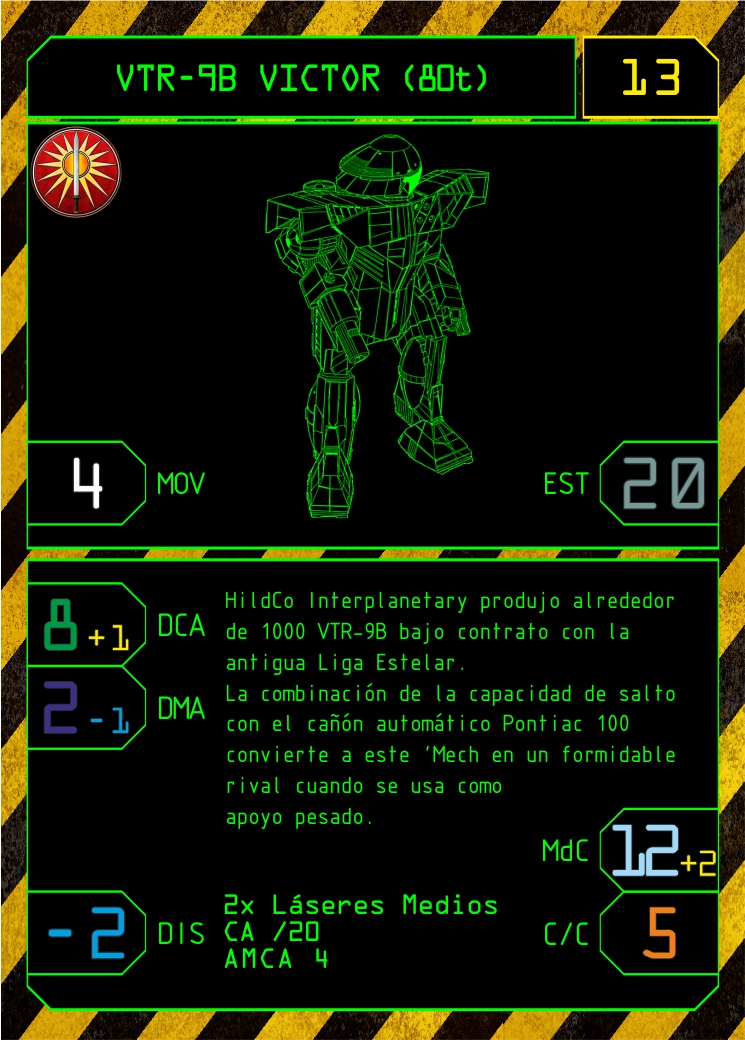 VTR-9B VICTOR (80t)
13
I
4 MOV
EST 20
8 +1 DCA
2 -1 DMA
HildCo Interplanetary produjo alrededor
de 1000 VTR-9B bajo contrato con la
antigua Liga Estelar.
La combinación de la capacidad de salto
con el cañón automático Pontiac 100
convierte a este 'Mech en un formidable
rival cuando se usa como
apoyo pesado.
MdC 12 +2
-2 DIS
2x Láseres Medios
CA /20
AMCA 4
C/C 5